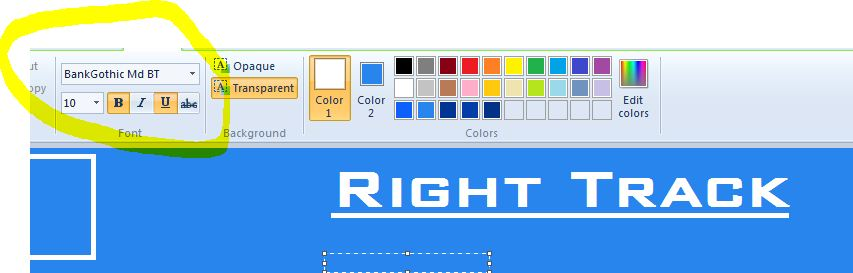 ut
opy
BankGothic Md BT
10
B I U abc
Font
A Opaque
A Transparent
Background
Color 1
Color 2
Edit colors
Colors
RIGHT TRACK